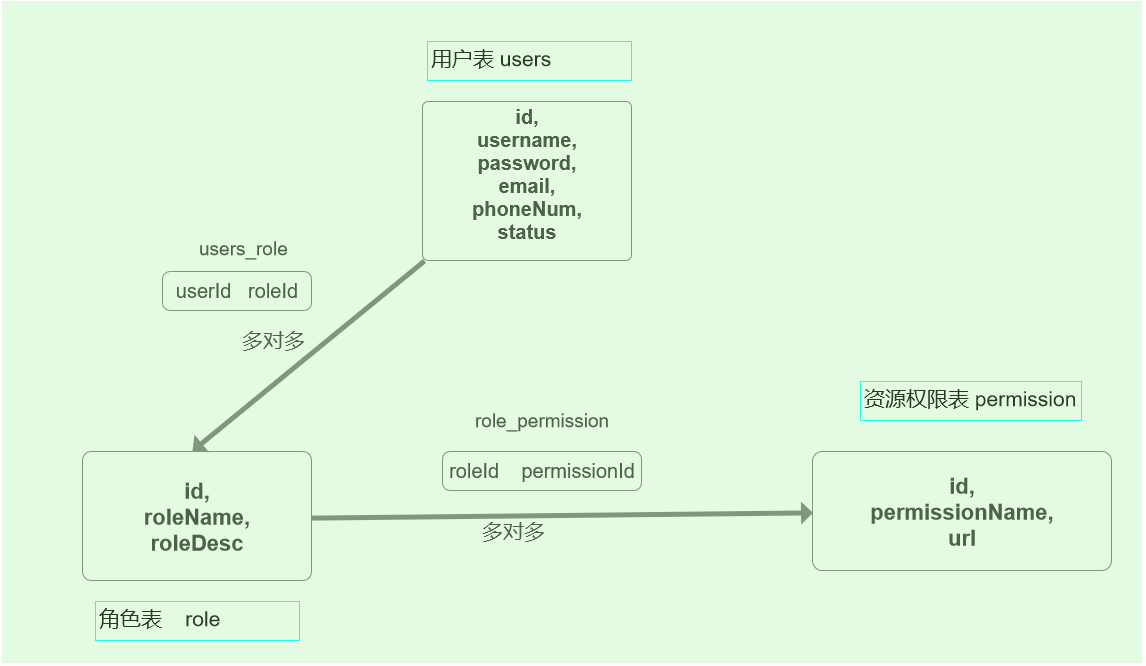 用户表 users
id,
username,
password,
email,
phoneNum,
status
users_role
userId roleId
多对多
资源权限表 permission
role_permission
roleId permissionId
多对多
id,
roleName,
roleDesc
id,
permissionName,
url
角色表 role